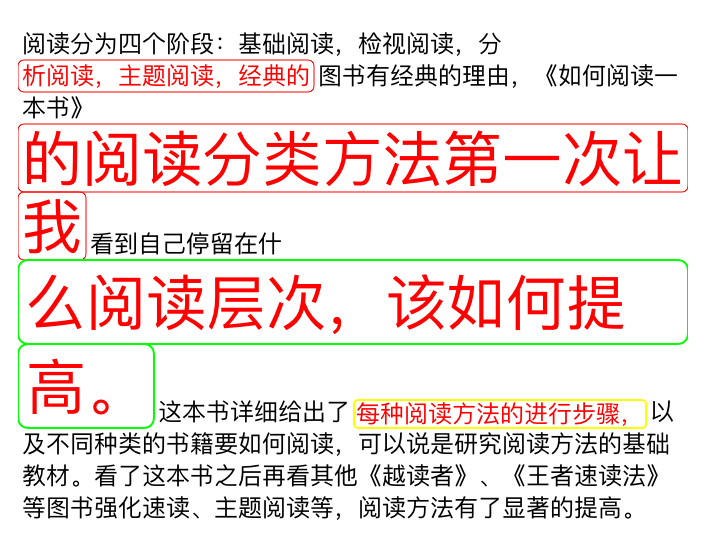 阅读分为四个阶段：基础阅读，检视阅读，分
析阅读，主题阅读，经典的图书有经典的理由，《如何阅读一
本书》
的阅读分类方法第一次让
我看到自己停留在什
么阅读层次，该如何提
高。这本书详细给出了每种阅读方法的进行步骤，以
及不同种类的书籍要如何阅读，可以说是研究阅读方法的基础
教材。看了这本书之后再看其他《越读者》、《王者速读法》
等图书强化速读、主题阅读等，阅读方法有了显著的提高。